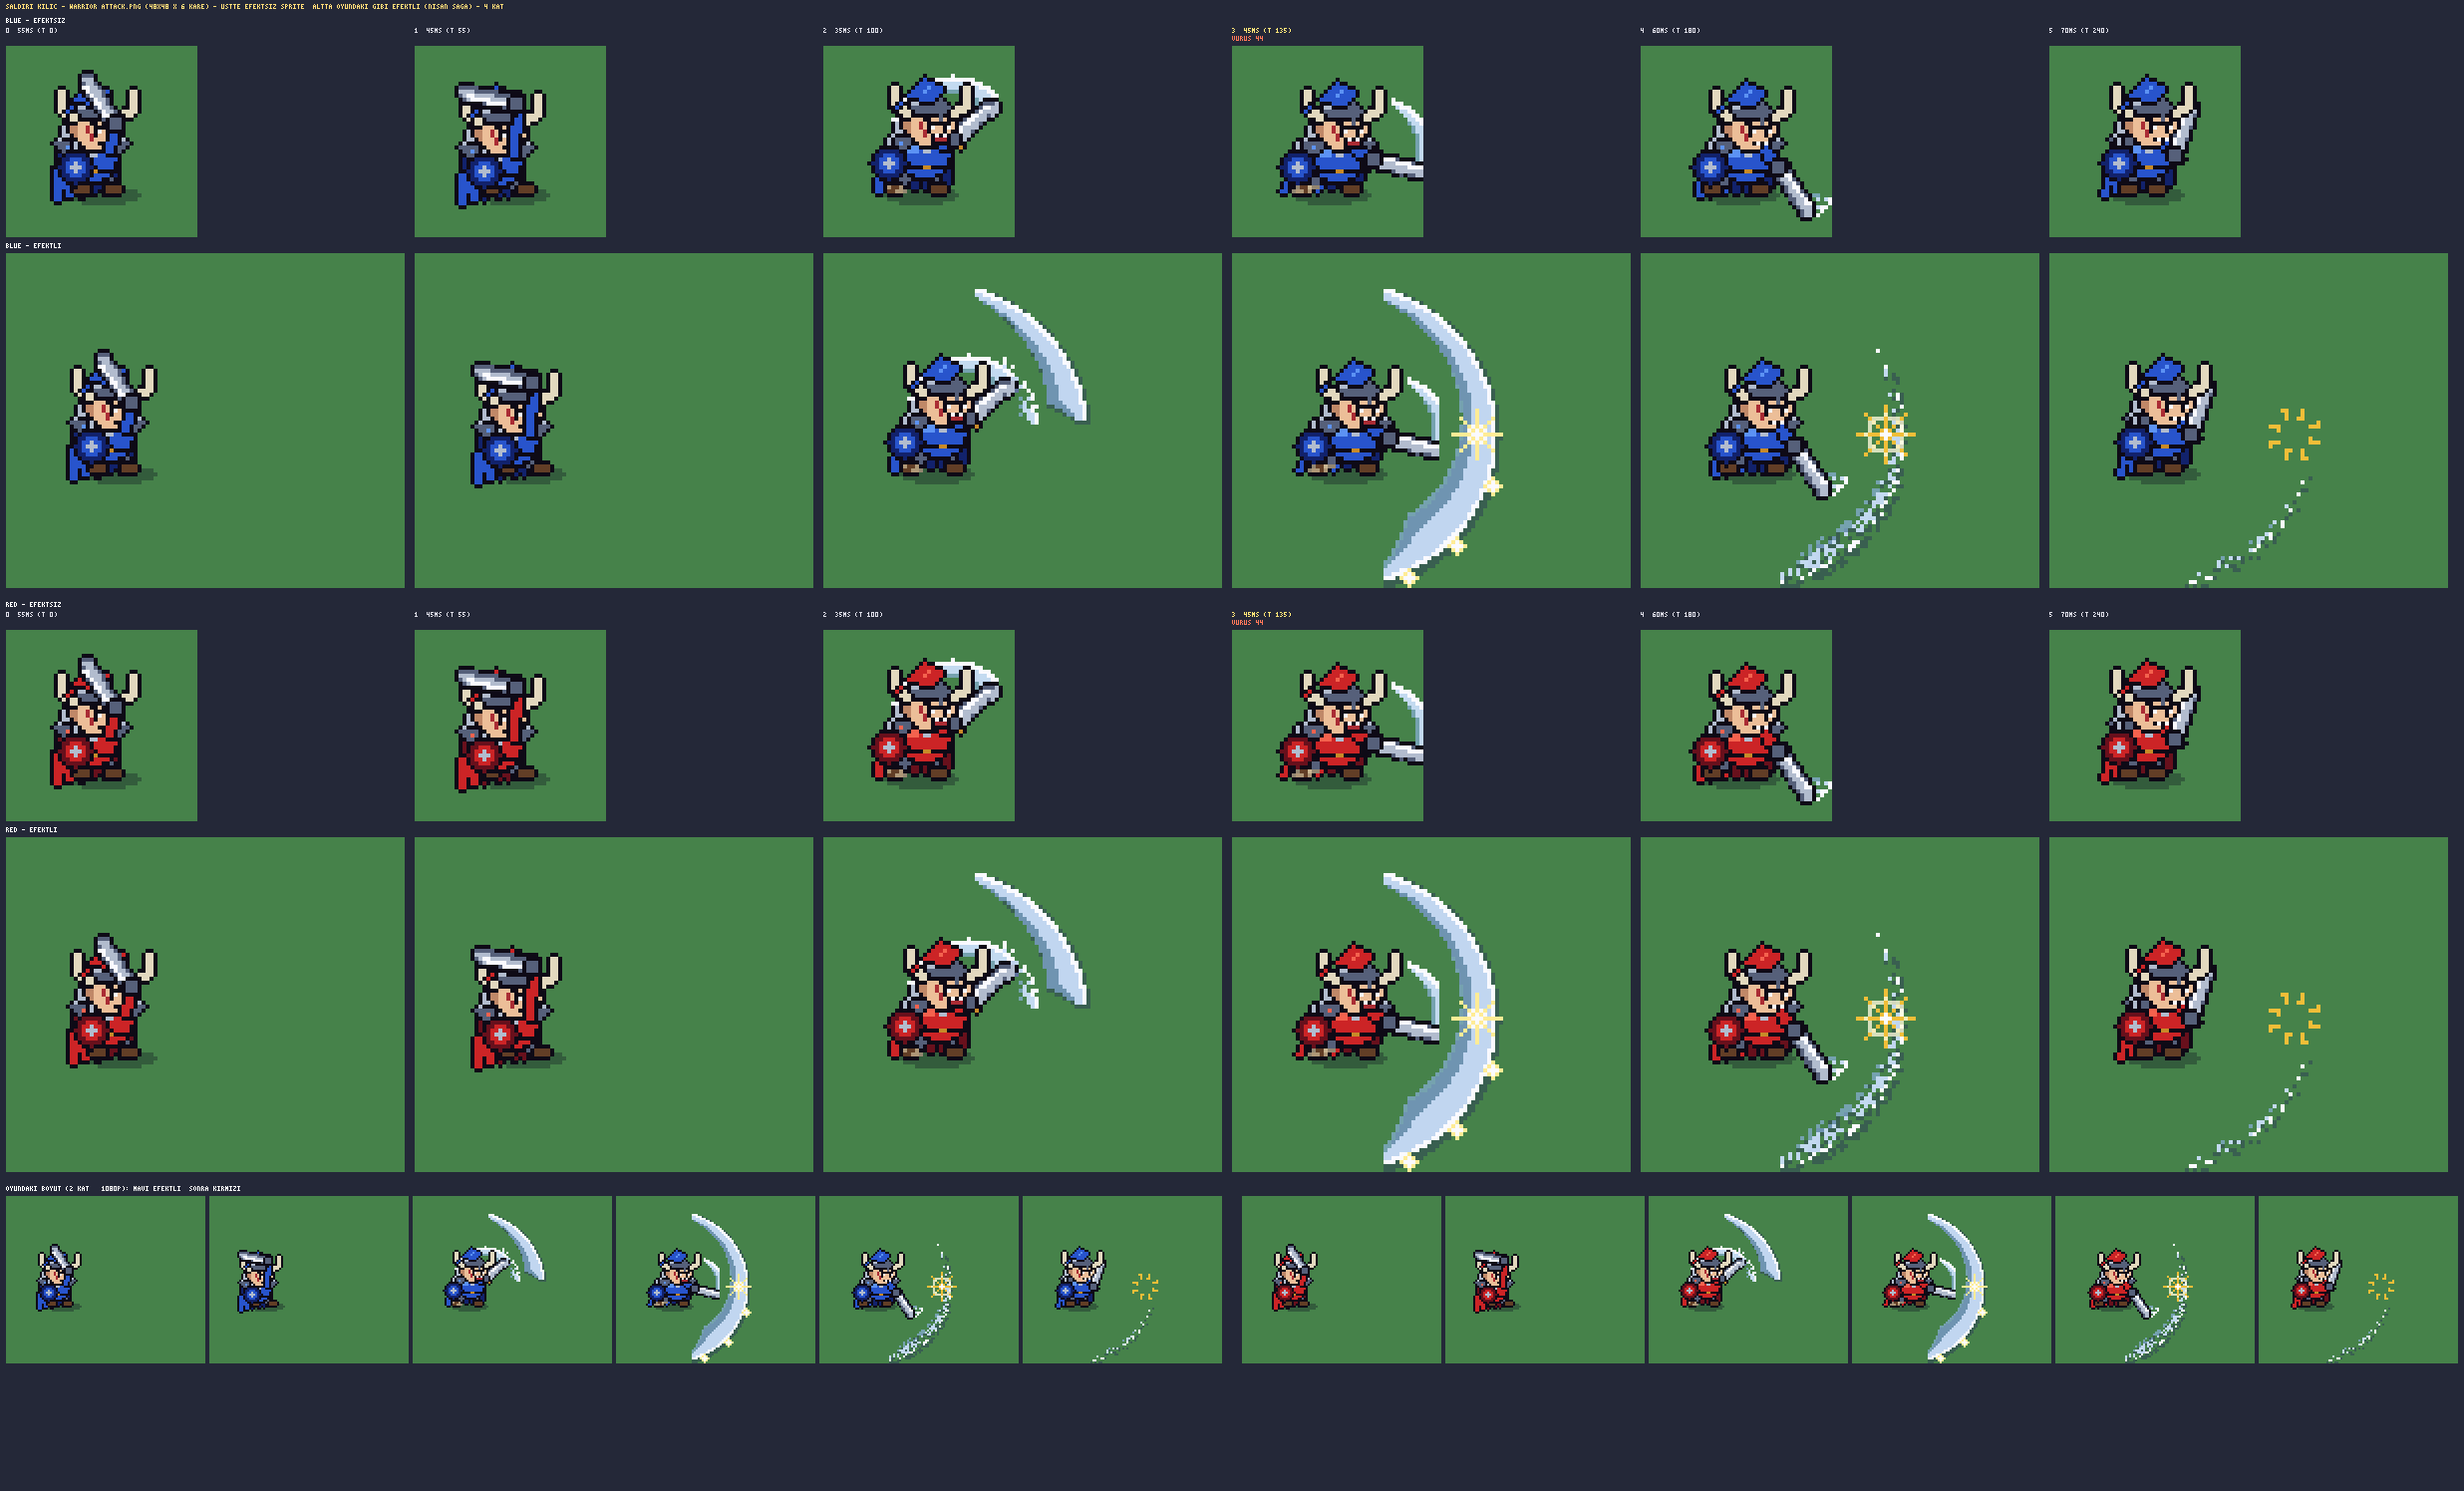 SALDIRI KILIC - WARRIOR ATTACK.PNG (48X48 X 6 KARE) - USTTE EFEKTSIZ SPRITE  ALTTA OYUNDAKI GIBI EFEKTLI (NISAN SAGA) - 4 KAT
BLUE - EFEKTSIZ
0  55MS (T 0)
1  45MS (T 55)
2  35MS (T 100)
3  45MS (T 135)
4  60MS (T 180)
5  70MS (T 240)
VURUS 44
BLUE - EFEKTLI
RED - EFEKTSIZ
0  55MS (T 0)
1  45MS (T 55)
2  35MS (T 100)
3  45MS (T 135)
4  60MS (T 180)
5  70MS (T 240)
VURUS 44
RED - EFEKTLI
OYUNDAKI BOYUT (2 KAT   1080P): MAVI EFEKTLI  SONRA KIRMIZI